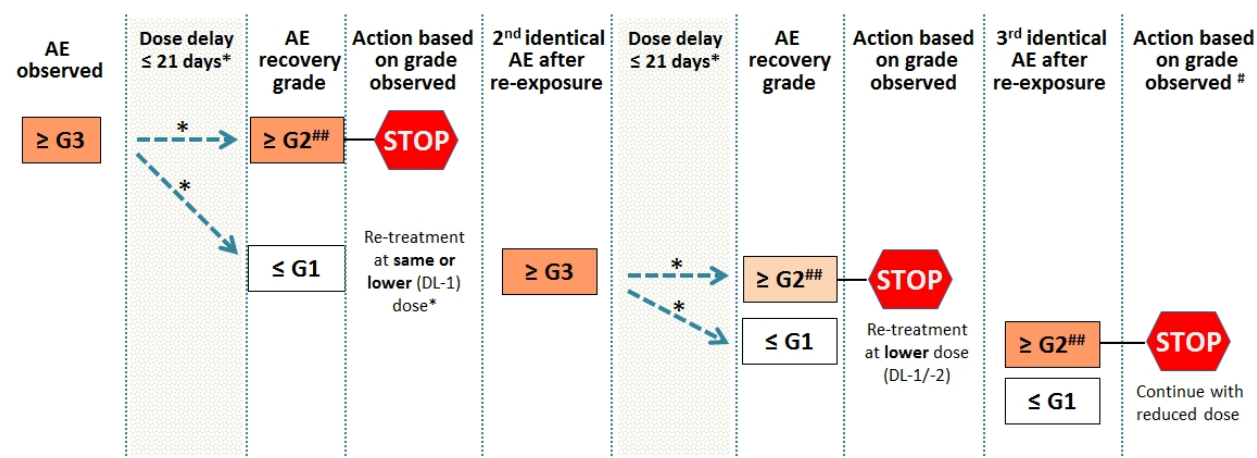 AE
observed
Dose delay
≤ 21 days*
AE
recovery
grade
Action based
on grade
observed
2nd identical
AE after
re-exposure
Dose delay
≤ 21 days*
AE
recovery
grade
Action based
on grade
observed
3rd identical
AE after
re-exposure
Action based
on grade
observed #
≥ G3
*
≥ G2##
STOP
*
≤ G1
Re-treatment
at same or
lower (DL-1)
dose*
≥ G3
*
≥ G2##
STOP
*
≤ G1
Re-treatment
at lower dose
(DL-1/-2)
≥ G2##
STOP
≤ G1
Continue with
reduced dose